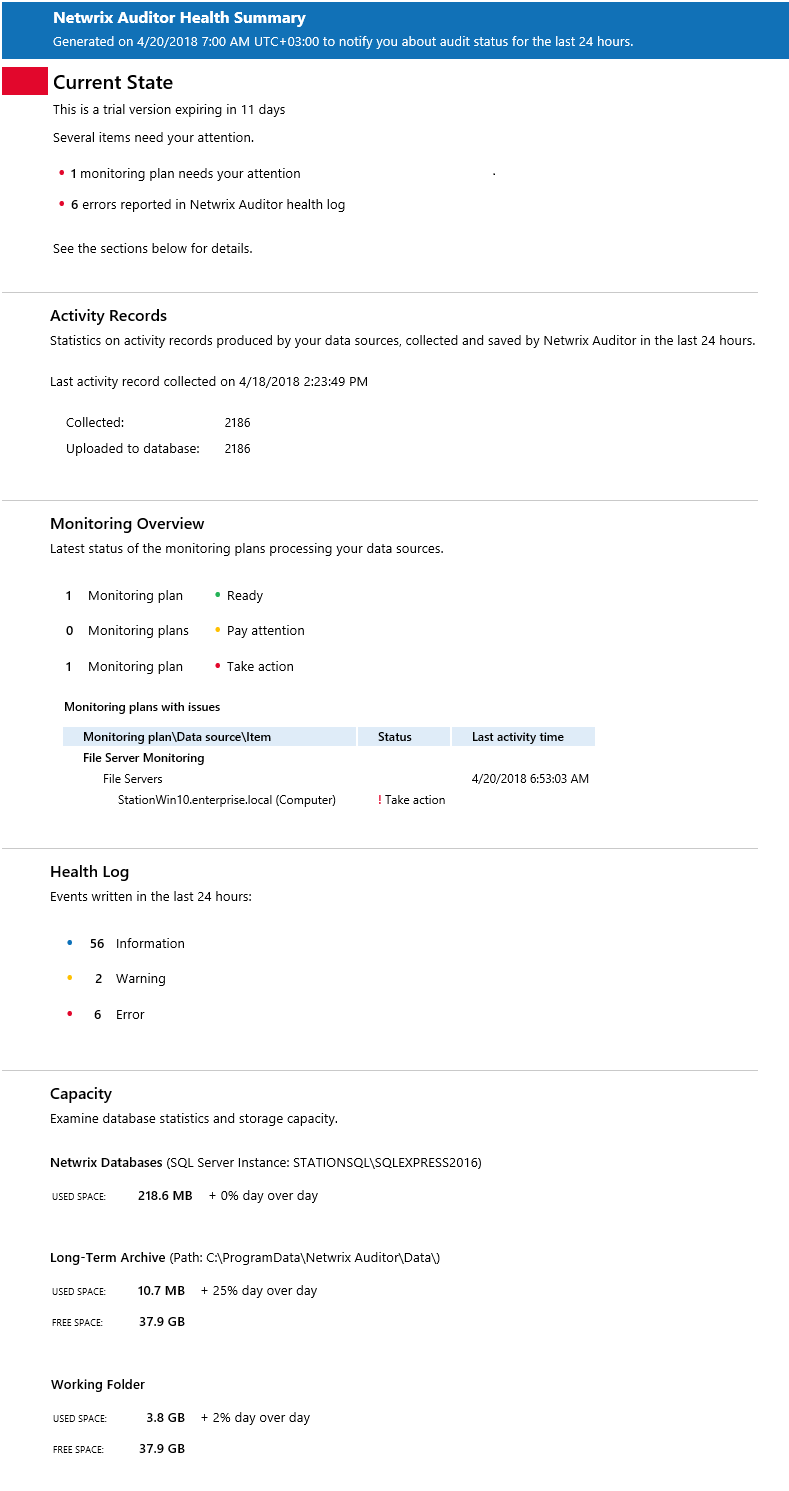 Netwrix Auditor Health Summary
Generated on 4/20/2018 7:00 AM UTC+03:00 to notify you about audit status for the last 24 hours.
Current State
This is a trial version expiring in 11 days
Several items need your attention.
• 1 monitoring plan needs your attention .
• 6 errors reported in Netwrix Auditor health log
See the sections below for details.
Activity Records
Statistics on activity records produced by your data sources, collected and saved by Netwrix Auditor in the last 24 hours.
Last activity record collected on 4/18/2018 2:23:49 PM
Collected: 2186
Uploaded to database: 2186
Monitoring Overview
Latest status of the monitoring plans processing your data sources.
1 Monitoring plan • Ready
0 Monitoring plans • Pay attention
1 Monitoring plan • Take action
Monitoring plans with issues
Monitoring plan\Data source\Item Status Last activity time
File Server Monitoring
File Servers 4/20/2018 6:53:03 AM
StationWin10.enterprise.local (Computer) ! Take action
Health Log
Events written in the last 24 hours:
• 56 Information
• 2 Warning
• 6 Error
Capacity
Examine database statistics and storage capacity.
Netwrix Databases (SQL Server Instance: STATIONSQL\SQLEXPRESS2016)
USED SPACE: 218.6 MB + 0% day over day
Long-Term Archive (Path: C:\ProgramData\Netwrix Auditor\Data\)
USED SPACE: 10.7 MB + 25% day over day
FREE SPACE: 37.9 GB
Working Folder
USED SPACE: 3.8 GB + 2% day over day
FREE SPACE: 37.9 GB